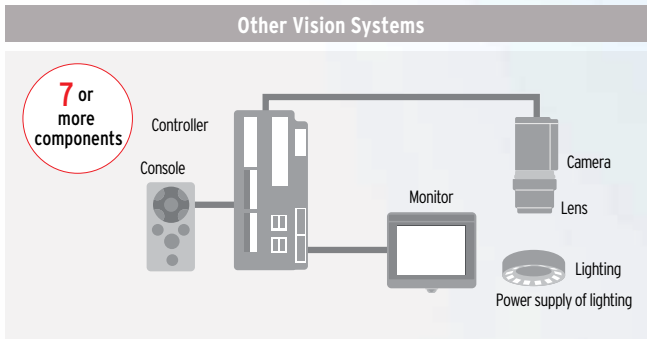 Other Vision Systems
7 or
more
components
Controller
Console
Monitor
Camera
Lens
Lighting
Power supply of lighting